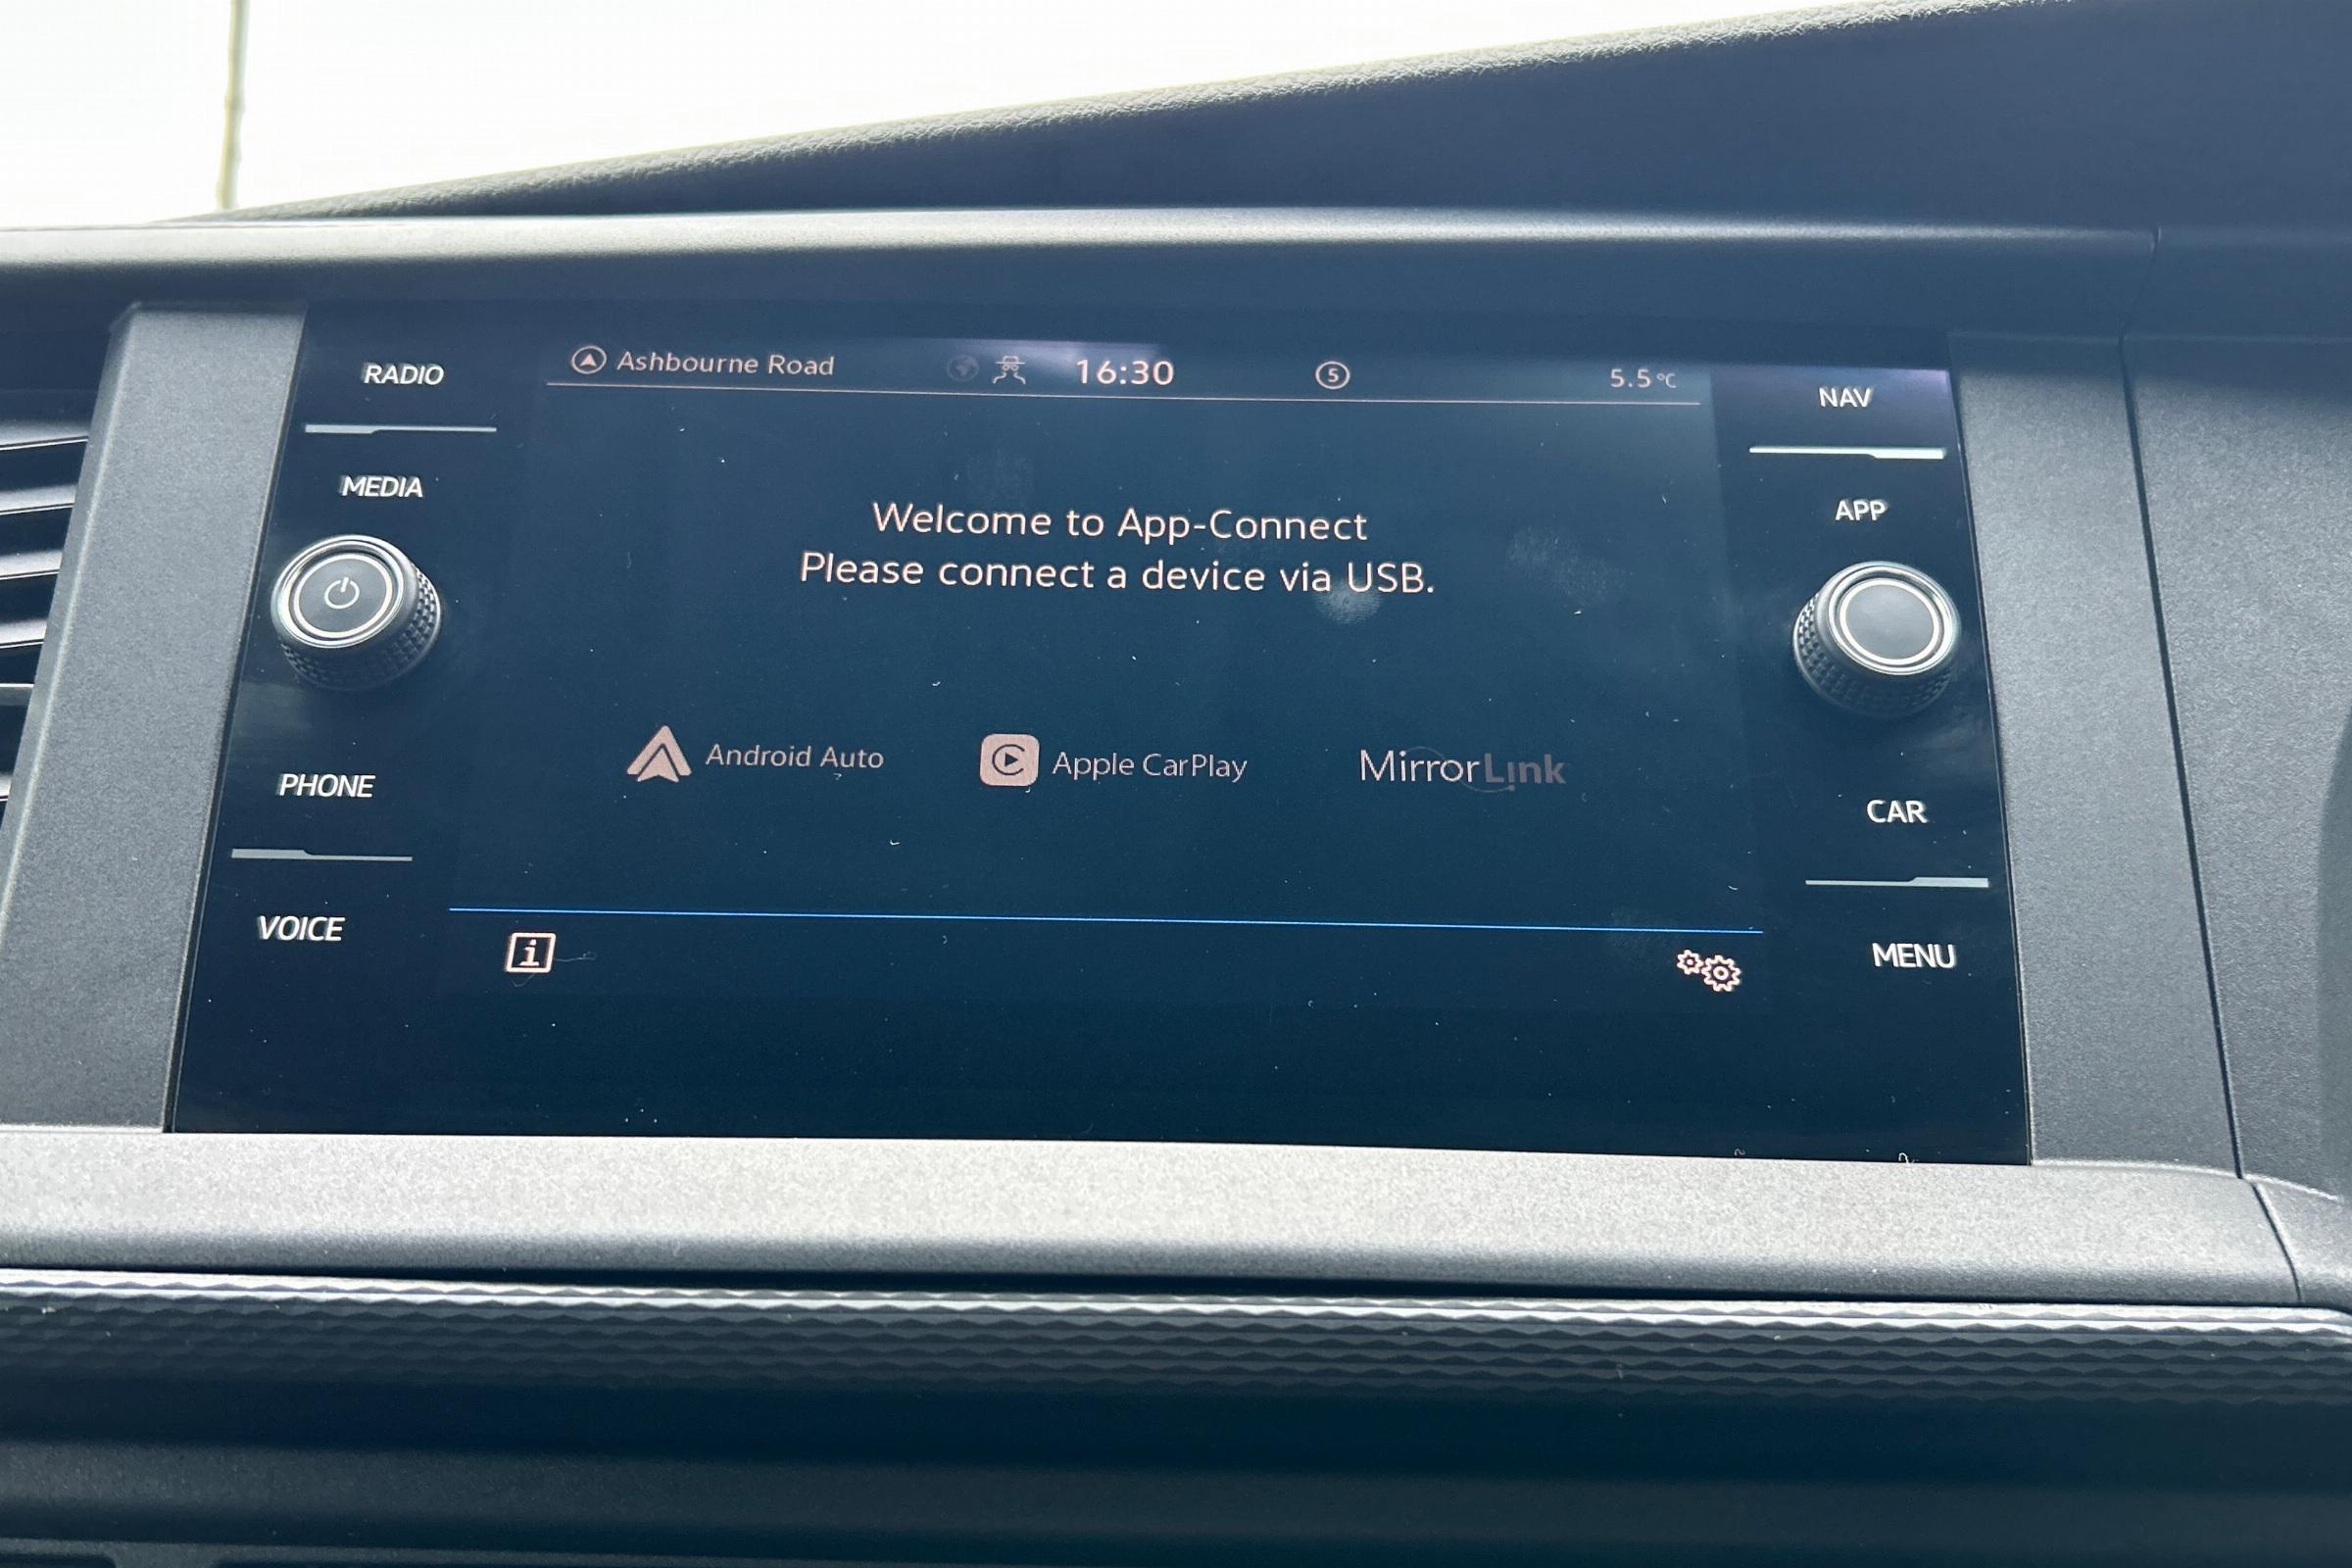 RADIO
MEDIA
PHONE
VOICE
Ashbourne Road
16:30
5
5.5°C
Welcome to App-Connect
Please connect a device via USB.
Android Auto
Apple CarPlay
MirrorLink
i
NAV
APP
CAR
MENU